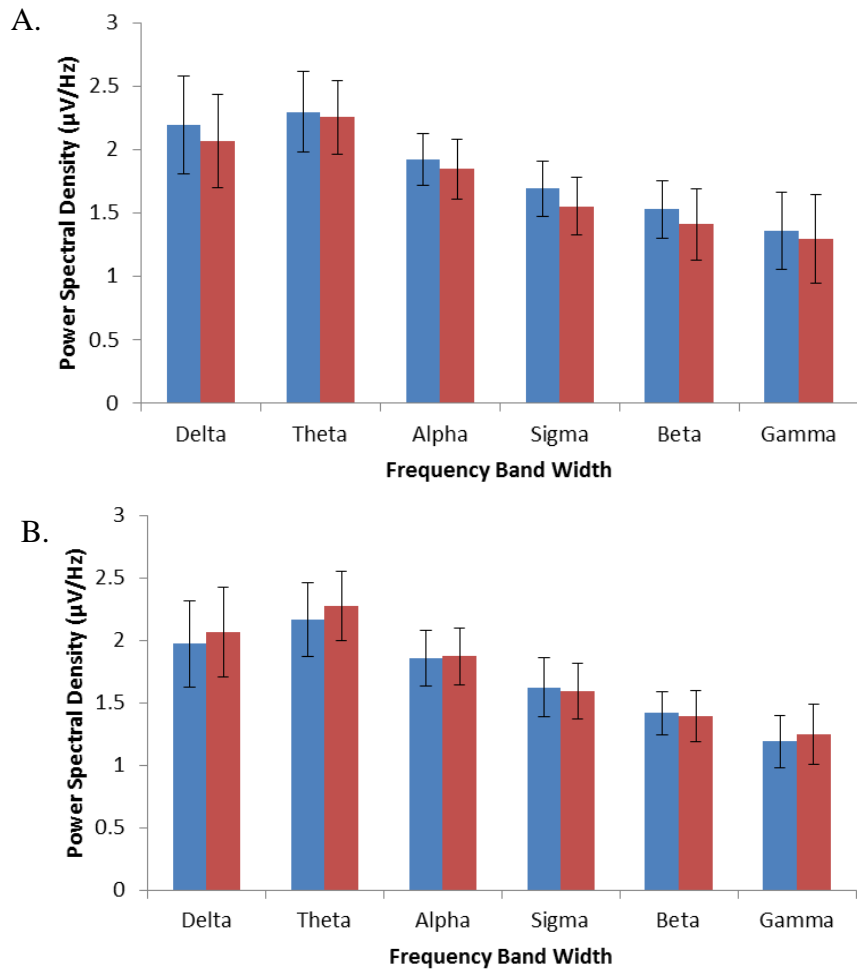 A.
Power Spectral Density (µV/Hz)
3
2.5
2
1.5
1
0.5
0
Delta Theta Alpha Sigma Beta Gamma
Frequency Band Width
B.
Power Spectral Density (µV/Hz)
3
2.5
2
1.5
1
0.5
0
Delta Theta Alpha Sigma Beta Gamma
Frequency Band Width